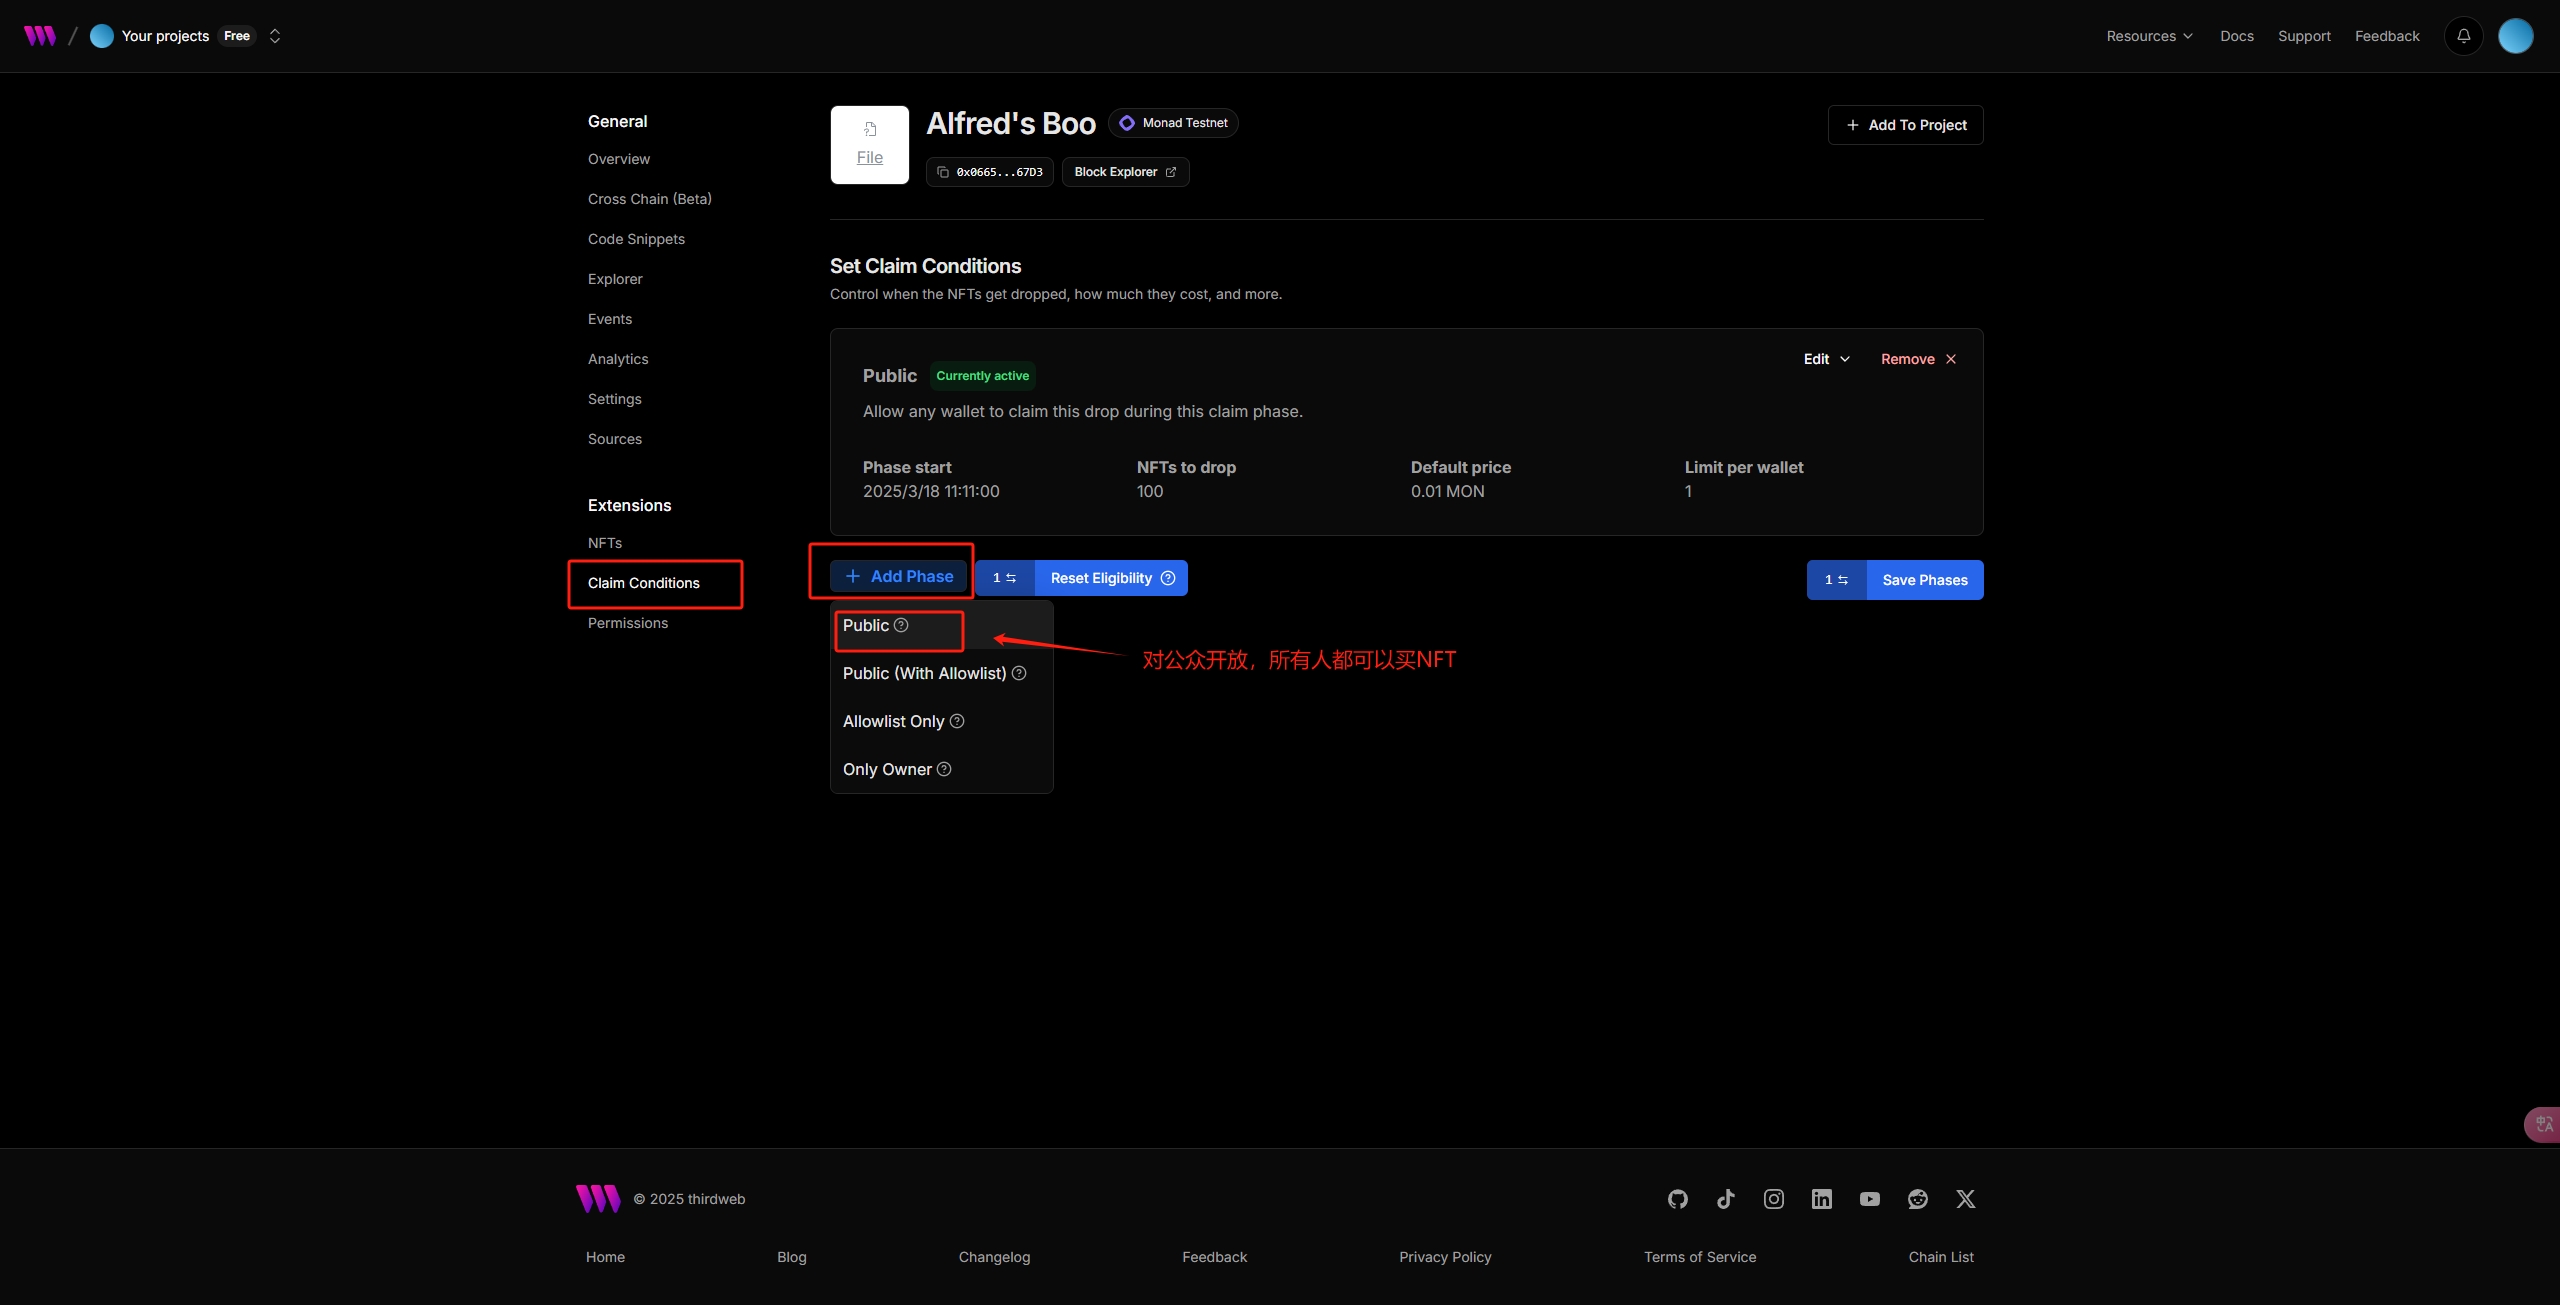 / Your projects Free
Resources Docs Support Feedback
General
Overview
Cross Chain (Beta)
Code Snippets
Explorer
Events
Analytics
Settings
Sources
Extensions
NFTs
Claim Conditions
Permissions
File
Alfred's Boo Monad Testnet
0x0665...67D3 Block Explorer
+ Add To Project
Set Claim Conditions
Control when the NFTs get dropped, how much they cost, and more.
Edit Remove ×
Public Currently active
Allow any wallet to claim this drop during this claim phase.
Phase start NFTs to drop Default price Limit per wallet
2025/3/18 11:11:00 100 0.01 MON 1
+ Add Phase 1 Reset Eligibility ? 1 Save Phases
Public ?
Public (With Allowlist) ?
Allowlist Only ?
Only Owner ?
对公众开放，所有人都可以买NFT
© 2025 thirdweb
Home Blog Changelog Feedback Privacy Policy Terms of Service Chain List